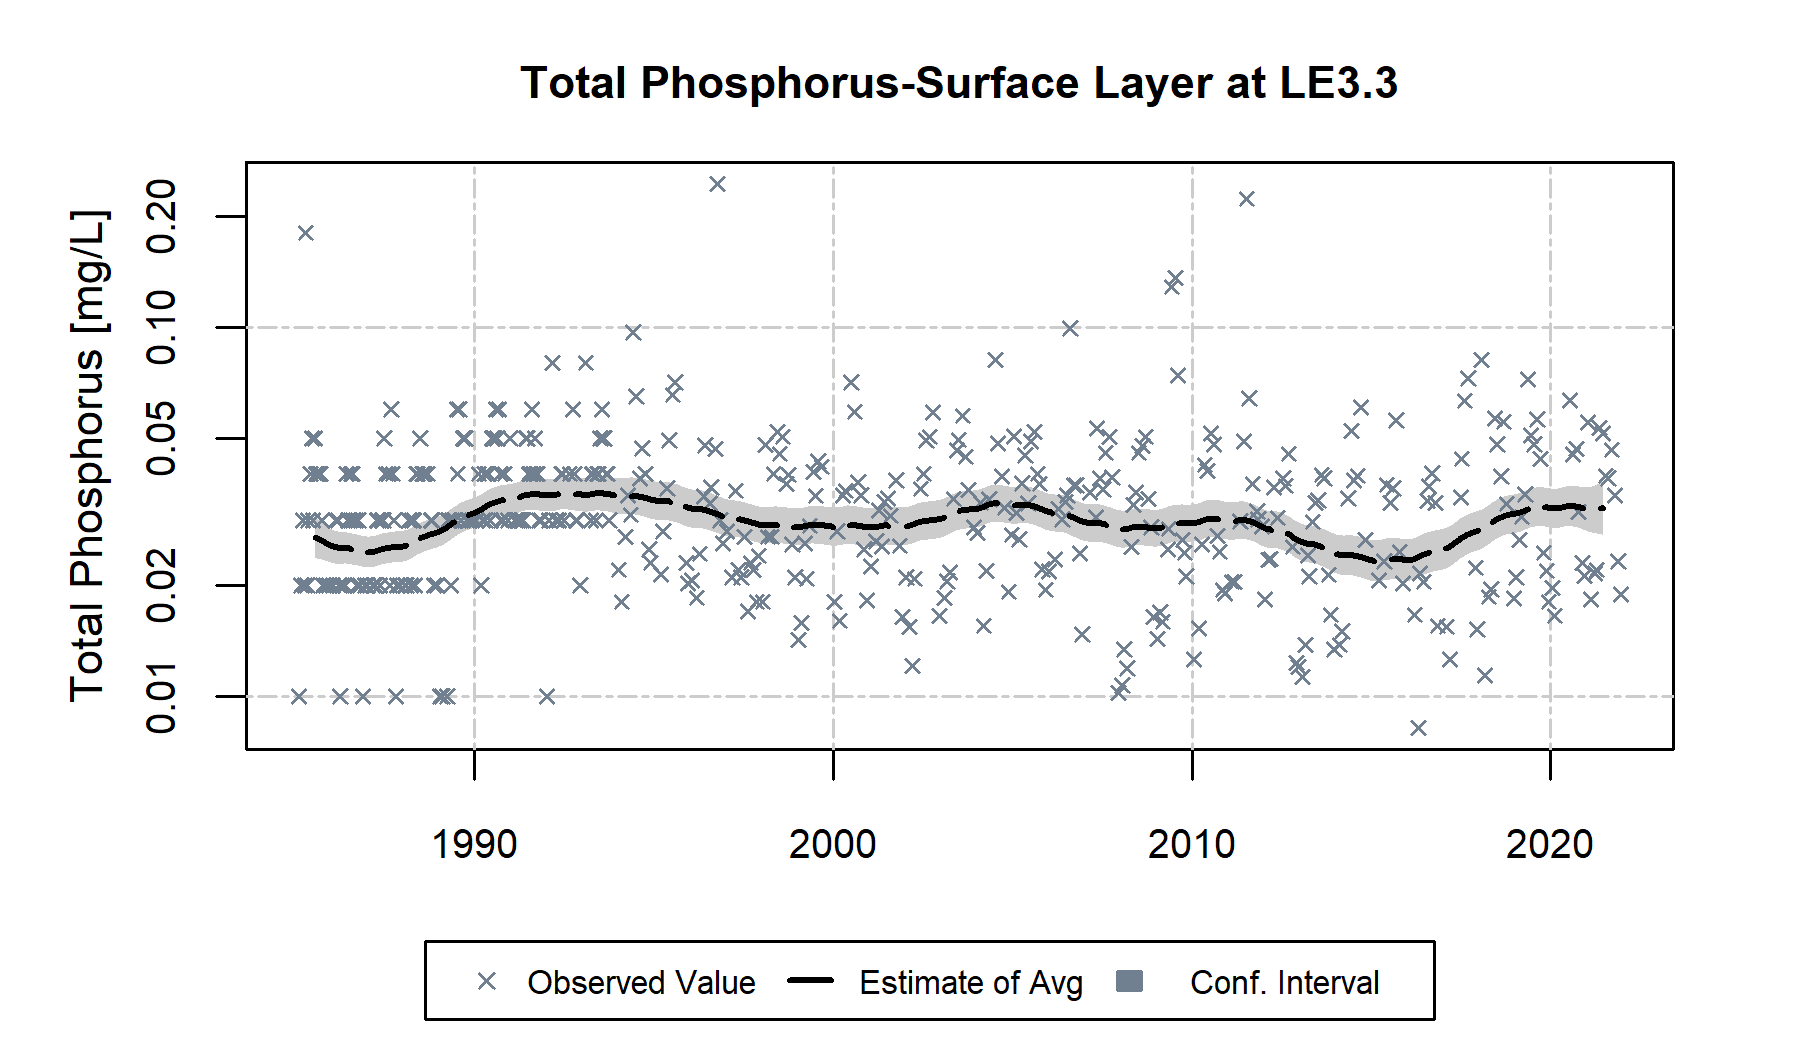 Total Phosphorus-Surface Layer at LE3.3
Total Phosphorus [mg/L]
0.20
0.10
0.05
0.02
0.01
1990 2000 2010 2020
Observed Value Estimate of Avg Conf. Interval